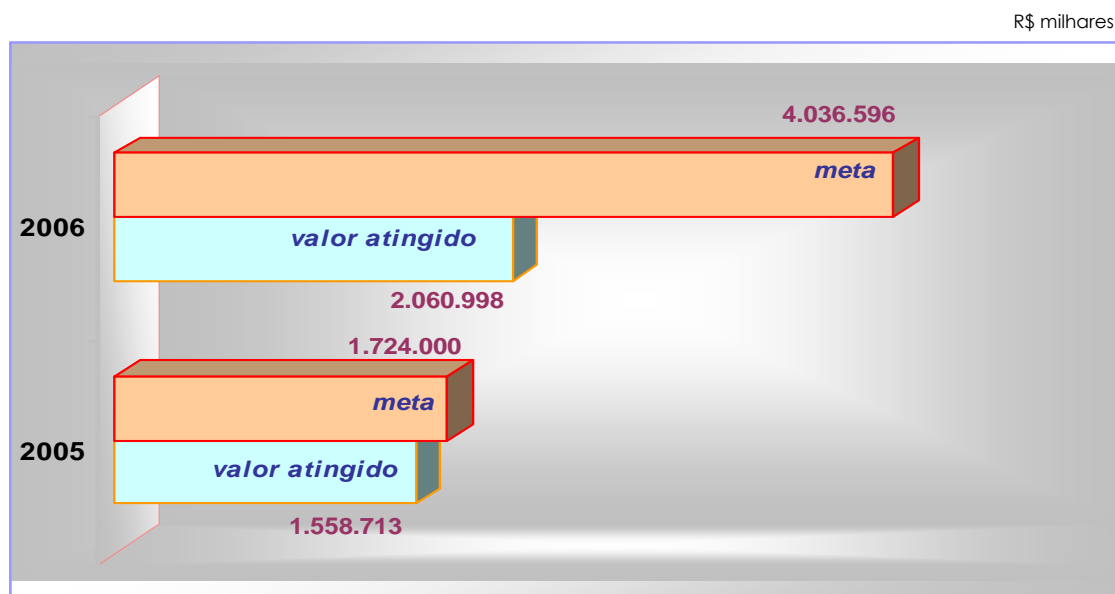 R$ milhares
4.036.596
meta
2006
valor atingido
2.060.998
1.724.000
meta
2005
valor atingido
1.558.713